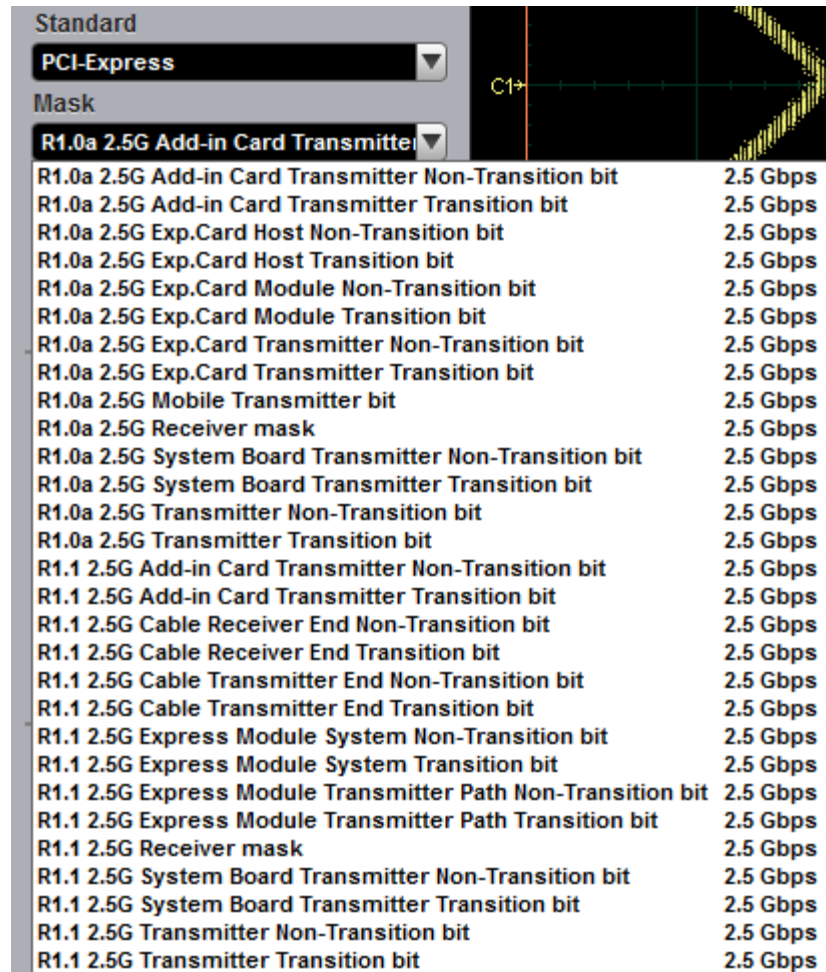 Standard
PCI-Express
C1
Mask
R1.0a 2.5G Add-in Card Transmitter
R1.0a 2.5G Add-in Card Transmitter Non-Transition bit 2.5 Gbps
R1.0a 2.5G Add-in Card Transmitter Transition bit 2.5 Gbps
R1.0a 2.5G Exp.Card Host Non-Transition bit 2.5 Gbps
R1.0a 2.5G Exp.Card Host Transition bit 2.5 Gbps
R1.0a 2.5G Exp.Card Module Non-Transition bit 2.5 Gbps
R1.0a 2.5G Exp.Card Module Transition bit 2.5 Gbps
R1.0a 2.5G Exp.Card Transmitter Non-Transition bit 2.5 Gbps
R1.0a 2.5G Exp.Card Transmitter Transition bit 2.5 Gbps
R1.0a 2.5G Mobile Transmitter bit 2.5 Gbps
R1.0a 2.5G Receiver mask 2.5 Gbps
R1.0a 2.5G System Board Transmitter Non-Transition bit 2.5 Gbps
R1.0a 2.5G System Board Transmitter Transition bit 2.5 Gbps
R1.0a 2.5G Transmitter Non-Transition bit 2.5 Gbps
R1.0a 2.5G Transmitter Transition bit 2.5 Gbps
R1.1 2.5G Add-in Card Transmitter Non-Transition bit 2.5 Gbps
R1.1 2.5G Add-in Card Transmitter Transition bit 2.5 Gbps
R1.1 2.5G Cable Receiver End Non-Transition bit 2.5 Gbps
R1.1 2.5G Cable Receiver End Transition bit 2.5 Gbps
R1.1 2.5G Cable Transmitter End Non-Transition bit 2.5 Gbps
R1.1 2.5G Cable Transmitter End Transition bit 2.5 Gbps
R1.1 2.5G Express Module System Non-Transition bit 2.5 Gbps
R1.1 2.5G Express Module System Transition bit 2.5 Gbps
R1.1 2.5G Express Module Transmitter Path Non-Transition bit 2.5 Gbps
R1.1 2.5G Express Module Transmitter Path Transition bit 2.5 Gbps
R1.1 2.5G Receiver mask 2.5 Gbps
R1.1 2.5G System Board Transmitter Non-Transition bit 2.5 Gbps
R1.1 2.5G System Board Transmitter Transition bit 2.5 Gbps
R1.1 2.5G Transmitter Non-Transition bit 2.5 Gbps
R1.1 2.5G Transmitter Transition bit 2.5 Gbps